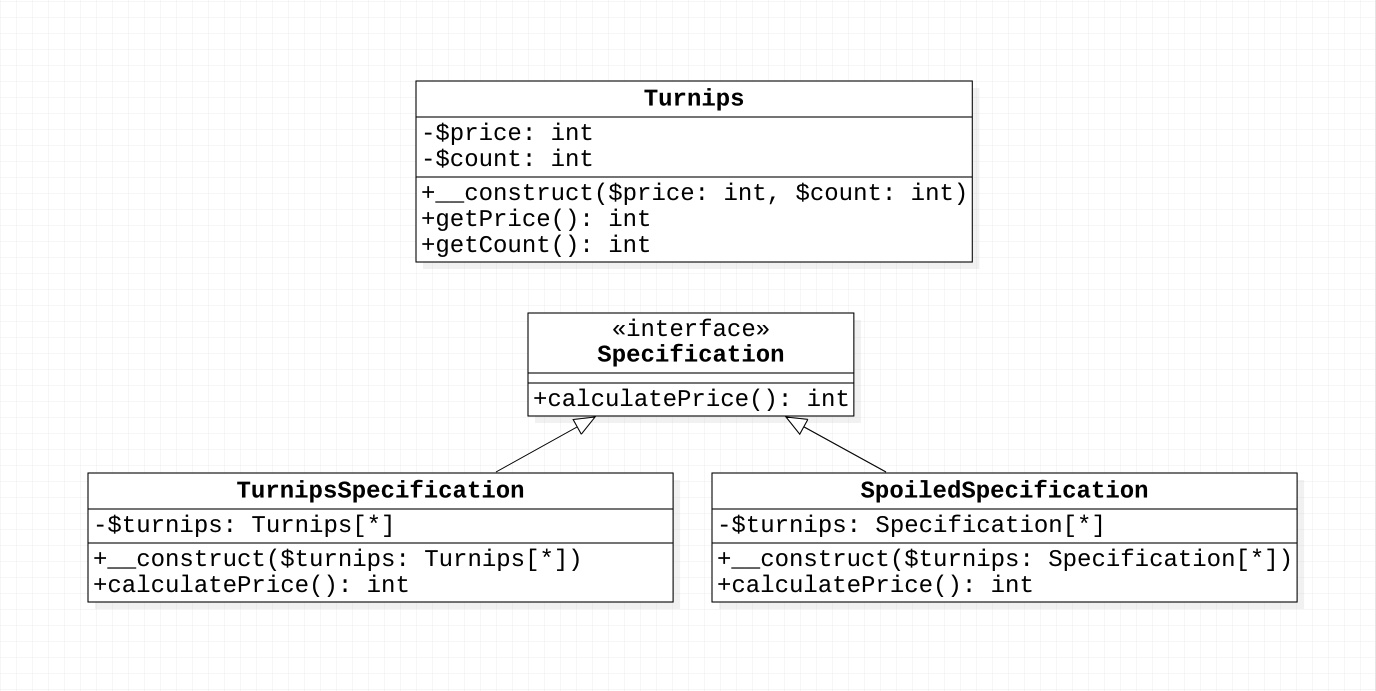 Turnips
-$price: int
-$count: int
+__construct($price: int, $count: int)
+getPrice(): int
+getCount(): int
«interface»
Specification
+calculatePrice(): int
TurnipsSpecification
-$turnips: Turnips[*]
+__construct($turnips: Turnips[*])
+calculatePrice(): int
SpoiledSpecification
-$turnips: Specification[*]
+__construct($turnips: Specification[*])
+calculatePrice(): int